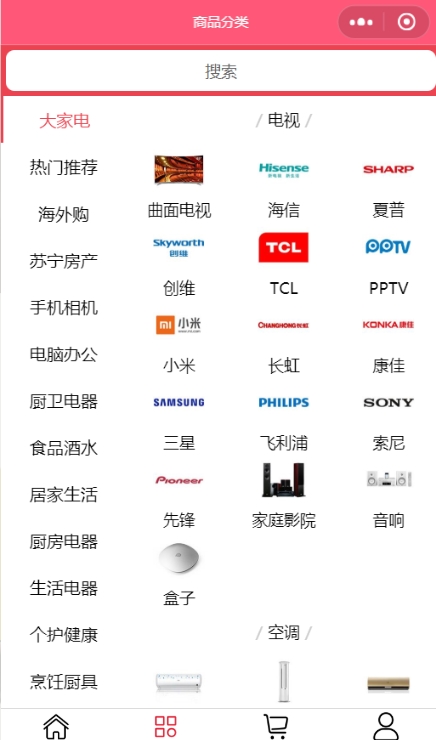 商品分类
搜索
大家电
热门推荐
海外购
苏宁房产
手机相机
电脑办公
厨卫电器
食品酒水
居家生活
厨房电器
生活电器
个护健康
烹饪厨具
/ 电视 /
Hisense SHARP
曲面电视 海信 夏普
Skyworth
创维
TCL PPTV
创维 TCL PPTV
mi 小米 CHANGHONG长虹 KONKA康佳
小米 长虹 康佳
SAMSUNG PHILIPS SONY
三星 飞利浦 索尼
Pioneer
先锋 家庭影院 音响
盒子
/ 空调 /